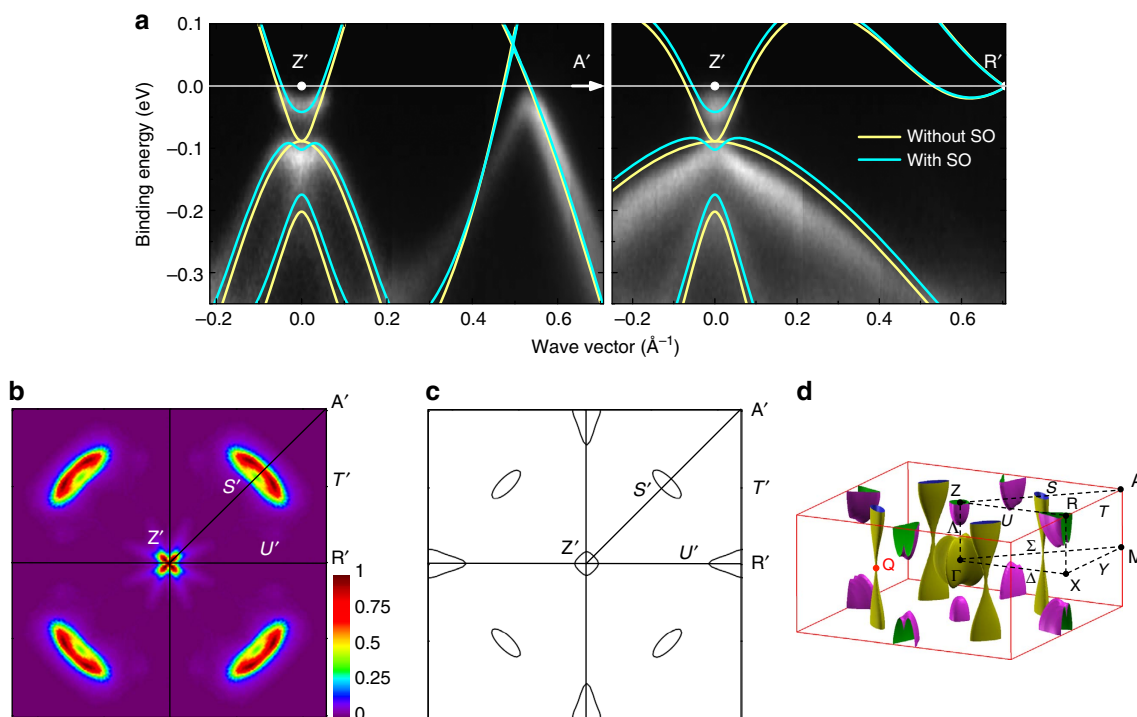 a
0.1
0.0
–0.1
–0.2
–0.3
Binding energy (eV)
Z′
A′
Z′
R′
Without SO
With SO
–0.2 0.0 0.2 0.4 0.6
–0.2 0.0 0.2 0.4 0.6
Wave vector (Å⁻¹)
b
A′
S′
T′
Z′
U′
R′
1
0.75
0.5
0.25
0
c
A′
S′
T′
Z′
U′
R′
d
Z
S
A
R
U
T
Λ
Σ
M
Q
Γ
Δ
X
Y